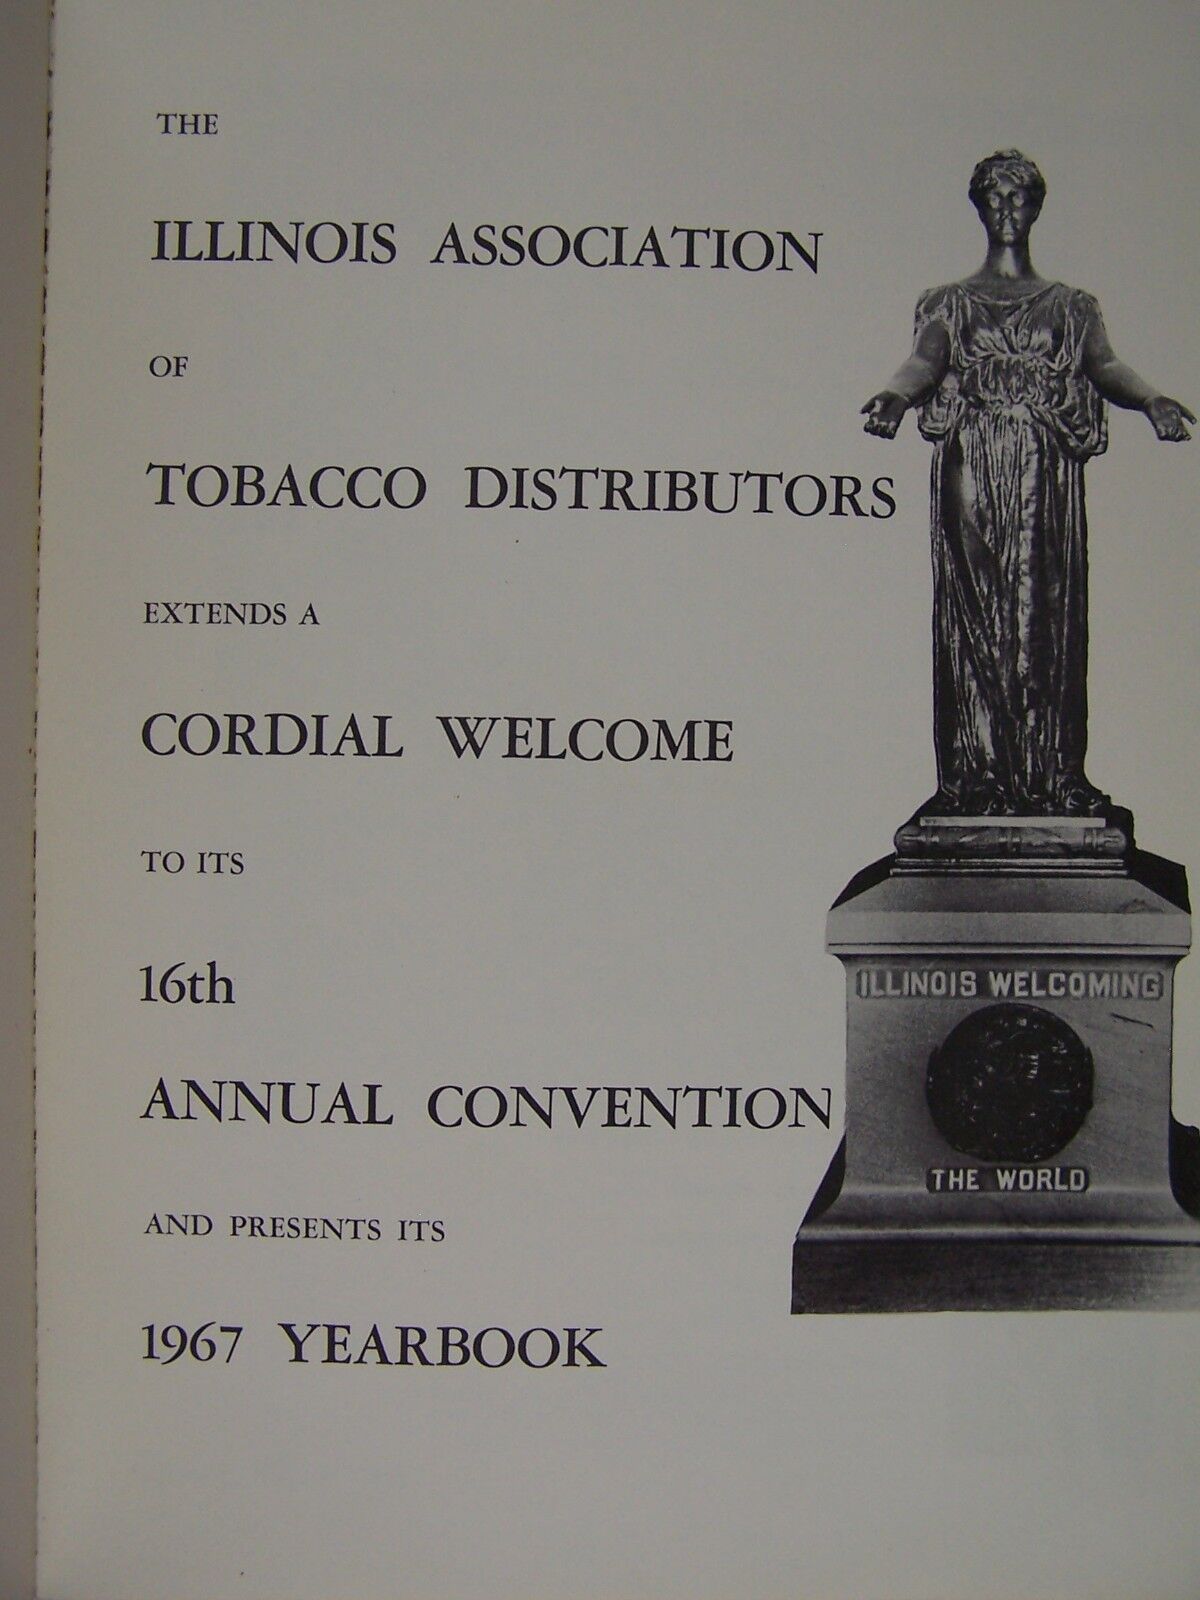 THE
ILLINOIS ASSOCIATION
OF
TOBACCO DISTRIBUTORS
EXTENDS A
CORDIAL WELCOME
TO ITS
16th
ANNUAL CONVENTION
AND PRESENTS ITS
1967 YEARBOOK
ILLINOIS WELCOMING
THE WORLD